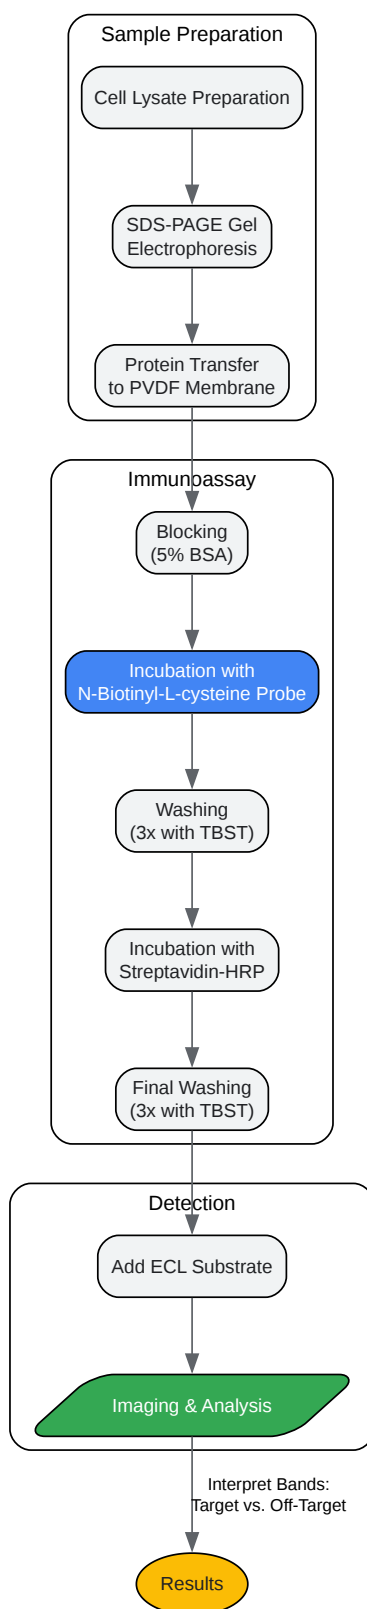 Sample Preparation
Cell Lysate Preparation
SDS-PAGE Gel
Electrophoresis
Protein Transfer
to PVDF Membrane
Immunoassay
Blocking
(5% BSA)
Incubation with
N-Biotinyl-L-cysteine Probe
Washing
(3x with TBST)
Incubation with
Streptavidin-HRP
Final Washing
(3x with TBST)
Detection
Add ECL Substrate
Imaging & Analysis
Interpret Bands:
Target vs. Off-Target
Results